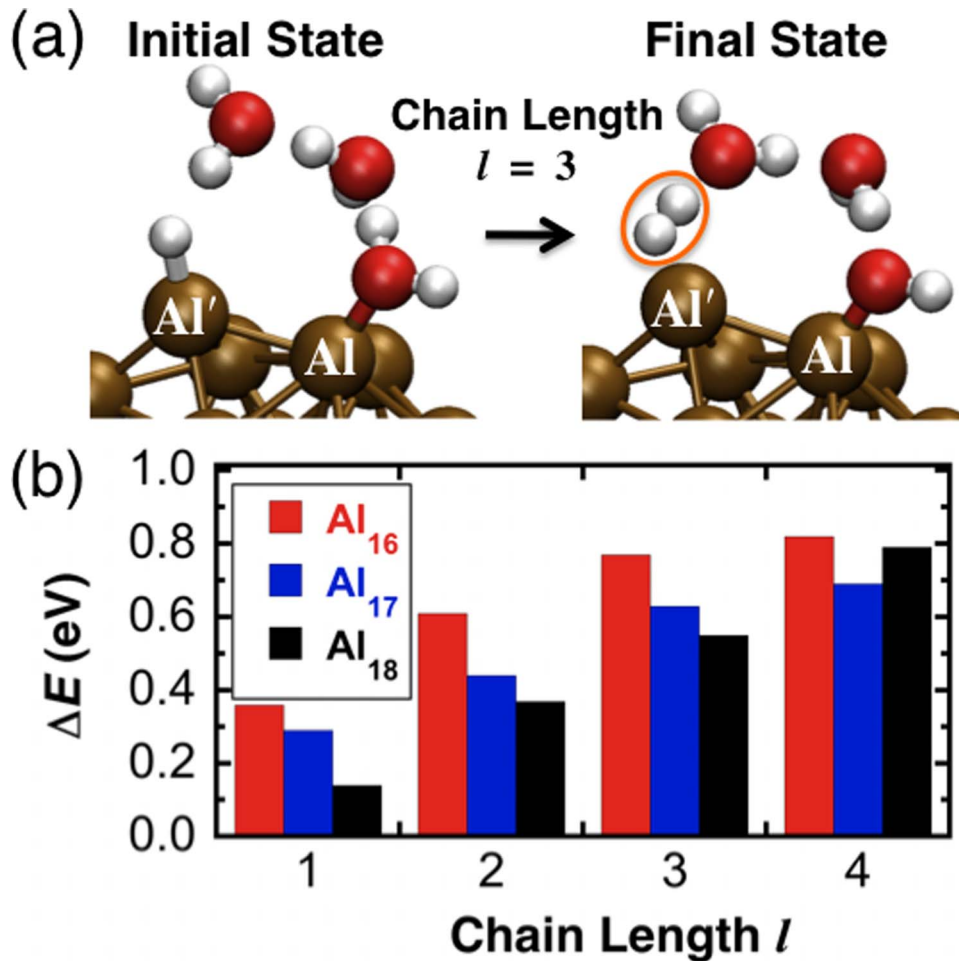 (a) Initial State Final State
Chain Length
l = 3
Al′ Al Al′ Al
(b)
1.0
0.8
0.6
0.4
0.2
0.0
ΔE (eV)
Al₁₆
Al₁₇
Al₁₈
1 2 3 4
Chain Length l